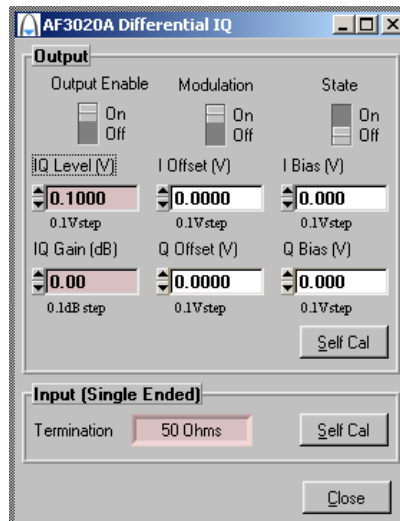 AF3020A Differential IQ
Output
Output Enable Modulation State
On On On
Off Off Off
IQ Level (V) I Offset (V) I Bias (V)
0.1000 0.0000 0.000
0.1Vstep 0.1Vstep 0.1Vstep
IQ Gain (dB) Q Offset (V) Q Bias (V)
0.00 0.0000 0.000
0.1dB step 0.1Vstep 0.1Vstep
Self Cal
Input (Single Ended)
Termination 50 Ohms Self Cal
Close